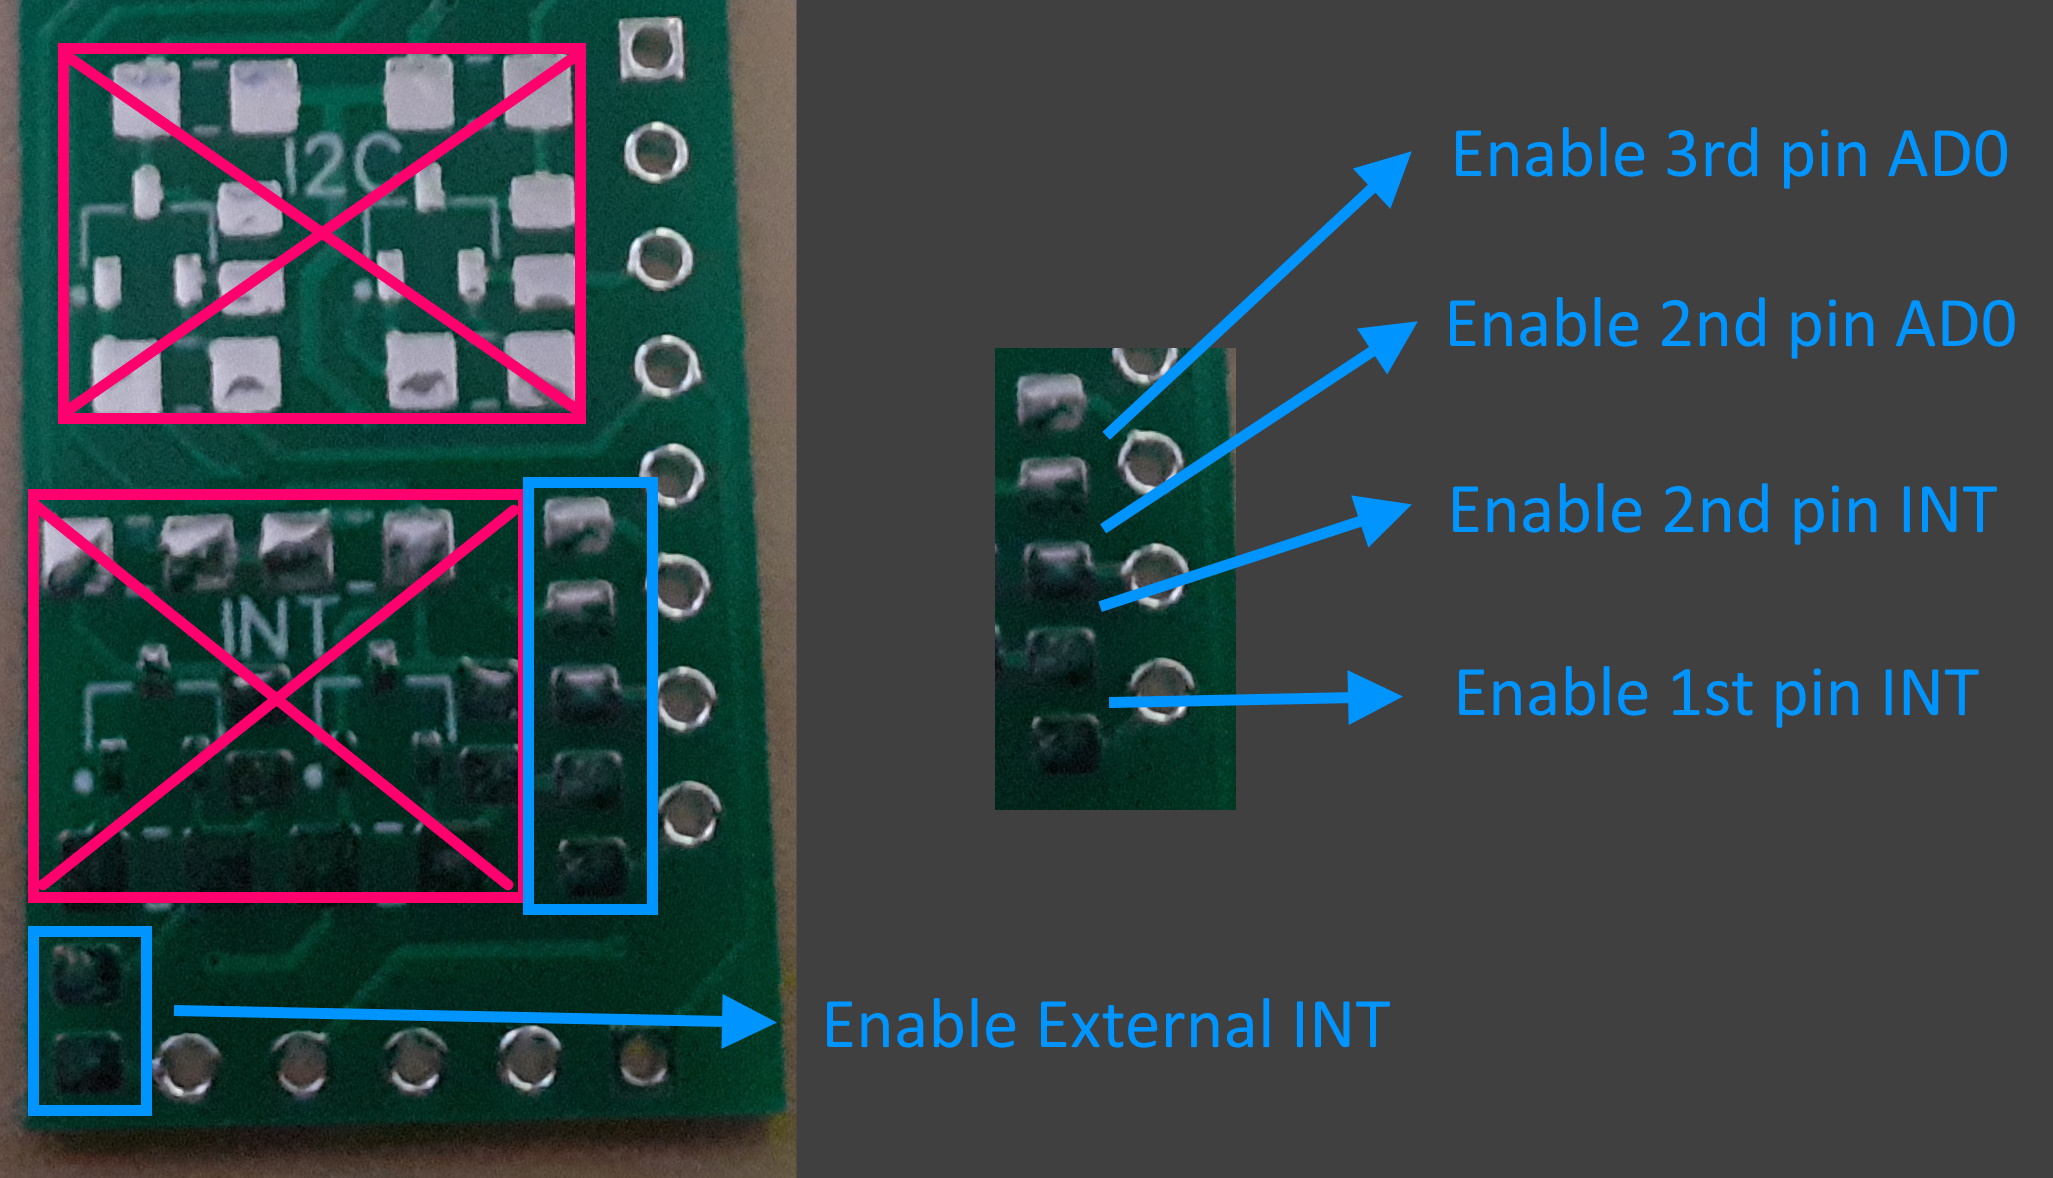 I2C
INT
Enable 3rd pin AD0
Enable 2nd pin AD0
Enable 2nd pin INT
Enable 1st pin INT
Enable External INT